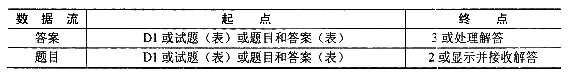 数据流 起点 终点
答案 D1或试题（表）或题目和答案（表） 3或处理解答
题目 D1或试题（表）或题目和答案（表） 2或显示并接收解答